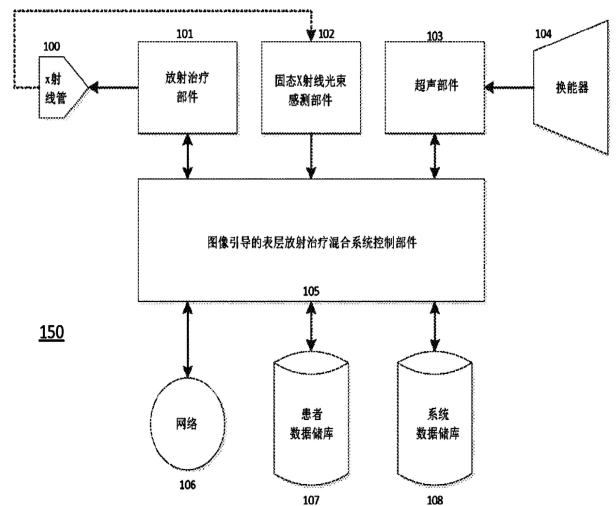 100
x射
线管
101
放射治疗
部件
102
固态X射线光束
感测部件
103
超声部件
104
换能器
图像引导的表层放射治疗混合系统控制部件
105
150
网络
106
患者
数据储库
107
系统
数据储库
108